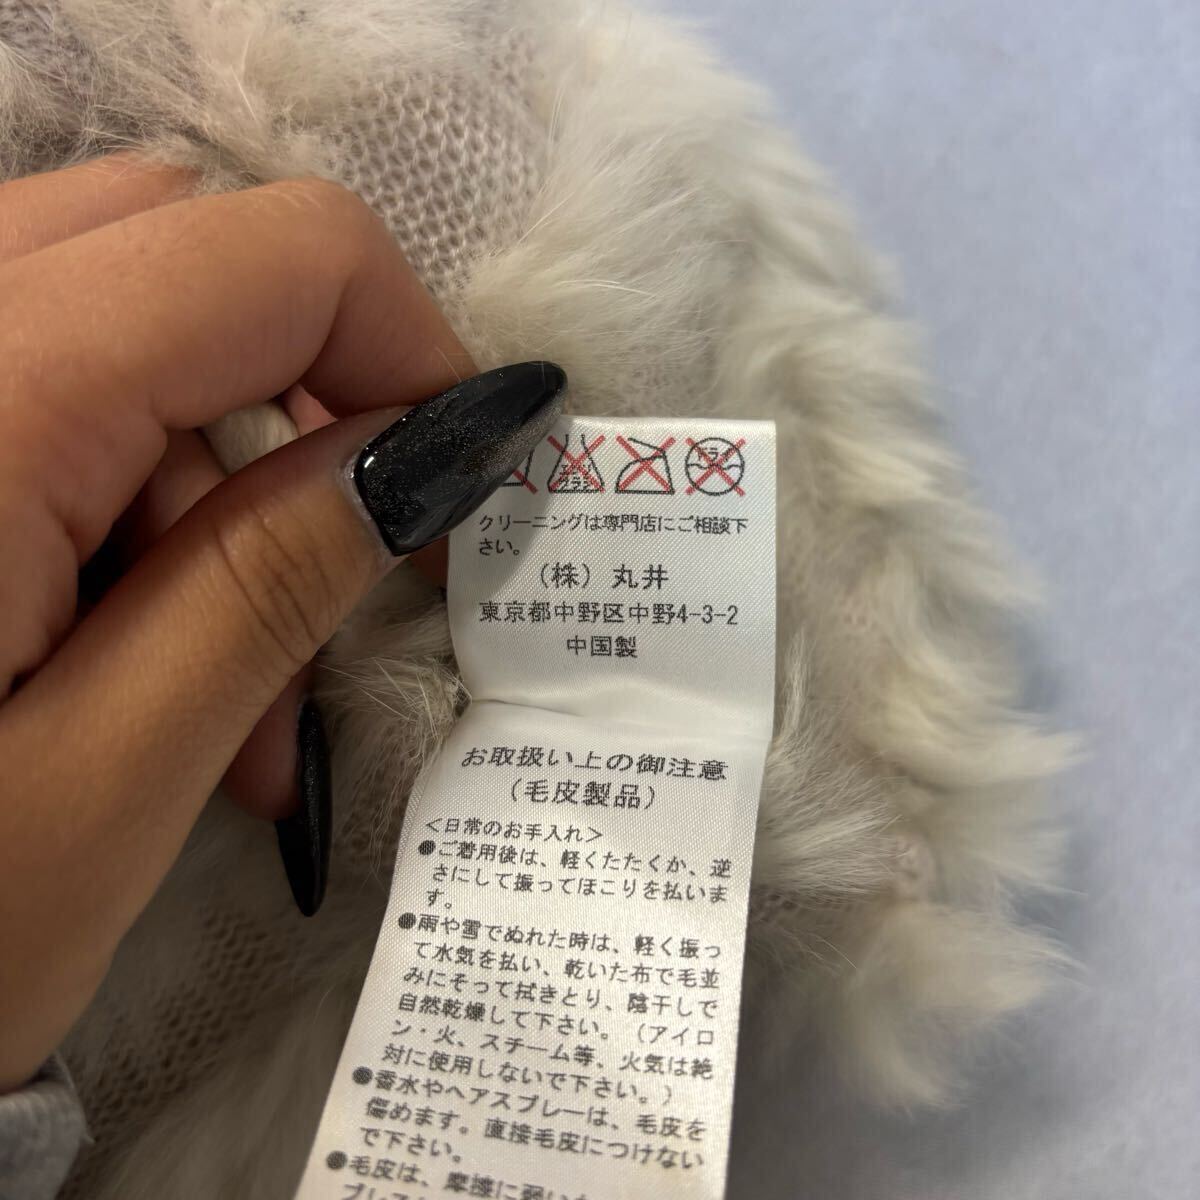 エンソ
サラシ
ドライ
クリーニングは専門店にご相談下
さい。
（株）丸井
東京都中野区中野4-3-2
中国製
お取扱い上の御注意
（毛皮製品）
＜日常のお手入れ＞
●ご着用後は、軽くたたくか、逆
さにして振ってほこりを払いま
す。
●雨や雪でぬれた時は、軽く振っ
て水気を払い、乾いた布で毛並
みにそって拭きとり、陰干しで
自然乾燥して下さい。（アイロ
ン・火、スチーム等、火気は絶
対に使用しないで下さい。）
●香水やヘアスプレーは、毛皮を
傷めます。直接毛皮につけない
で下さい。
●毛皮は、摩擦に弱いた